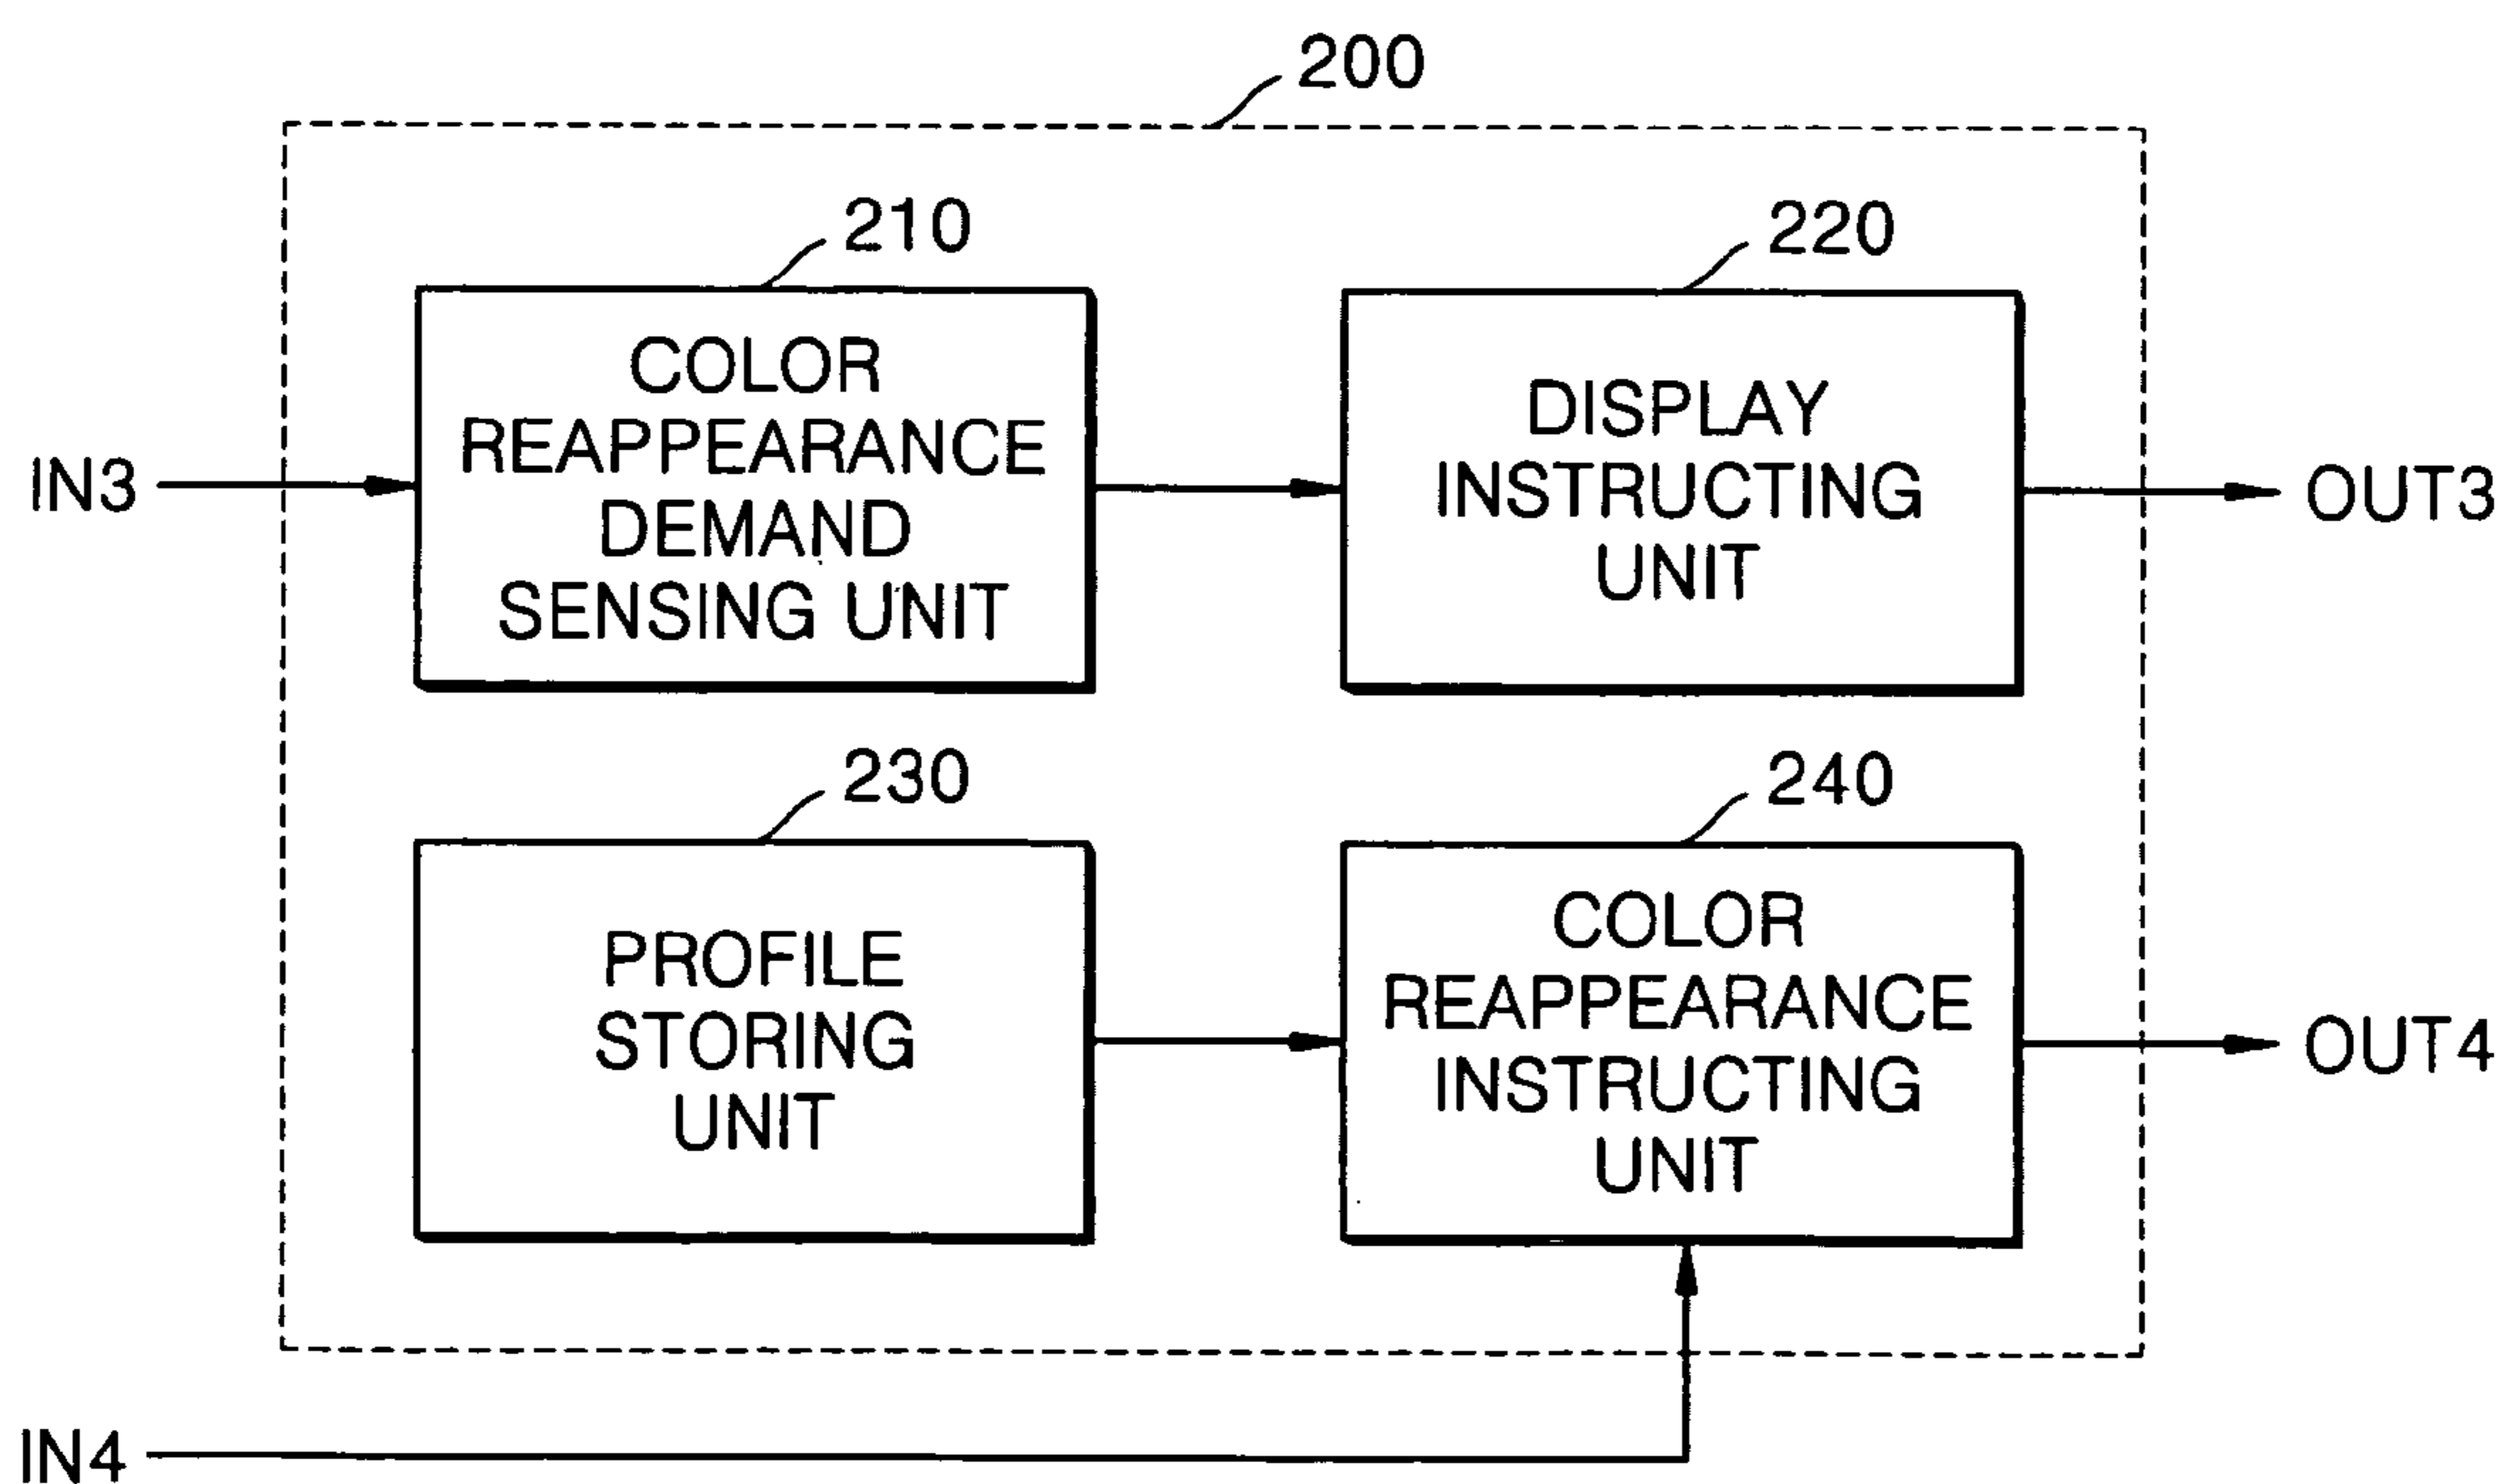 200
210
220
COLOR
REAPPEARANCE
DEMAND
SENSING UNIT
DISPLAY
INSTRUCTING
UNIT
IN3
OUT3
230
240
PROFILE
STORING
UNIT
COLOR
REAPPEARANCE
INSTRUCTING
UNIT
OUT4
IN4